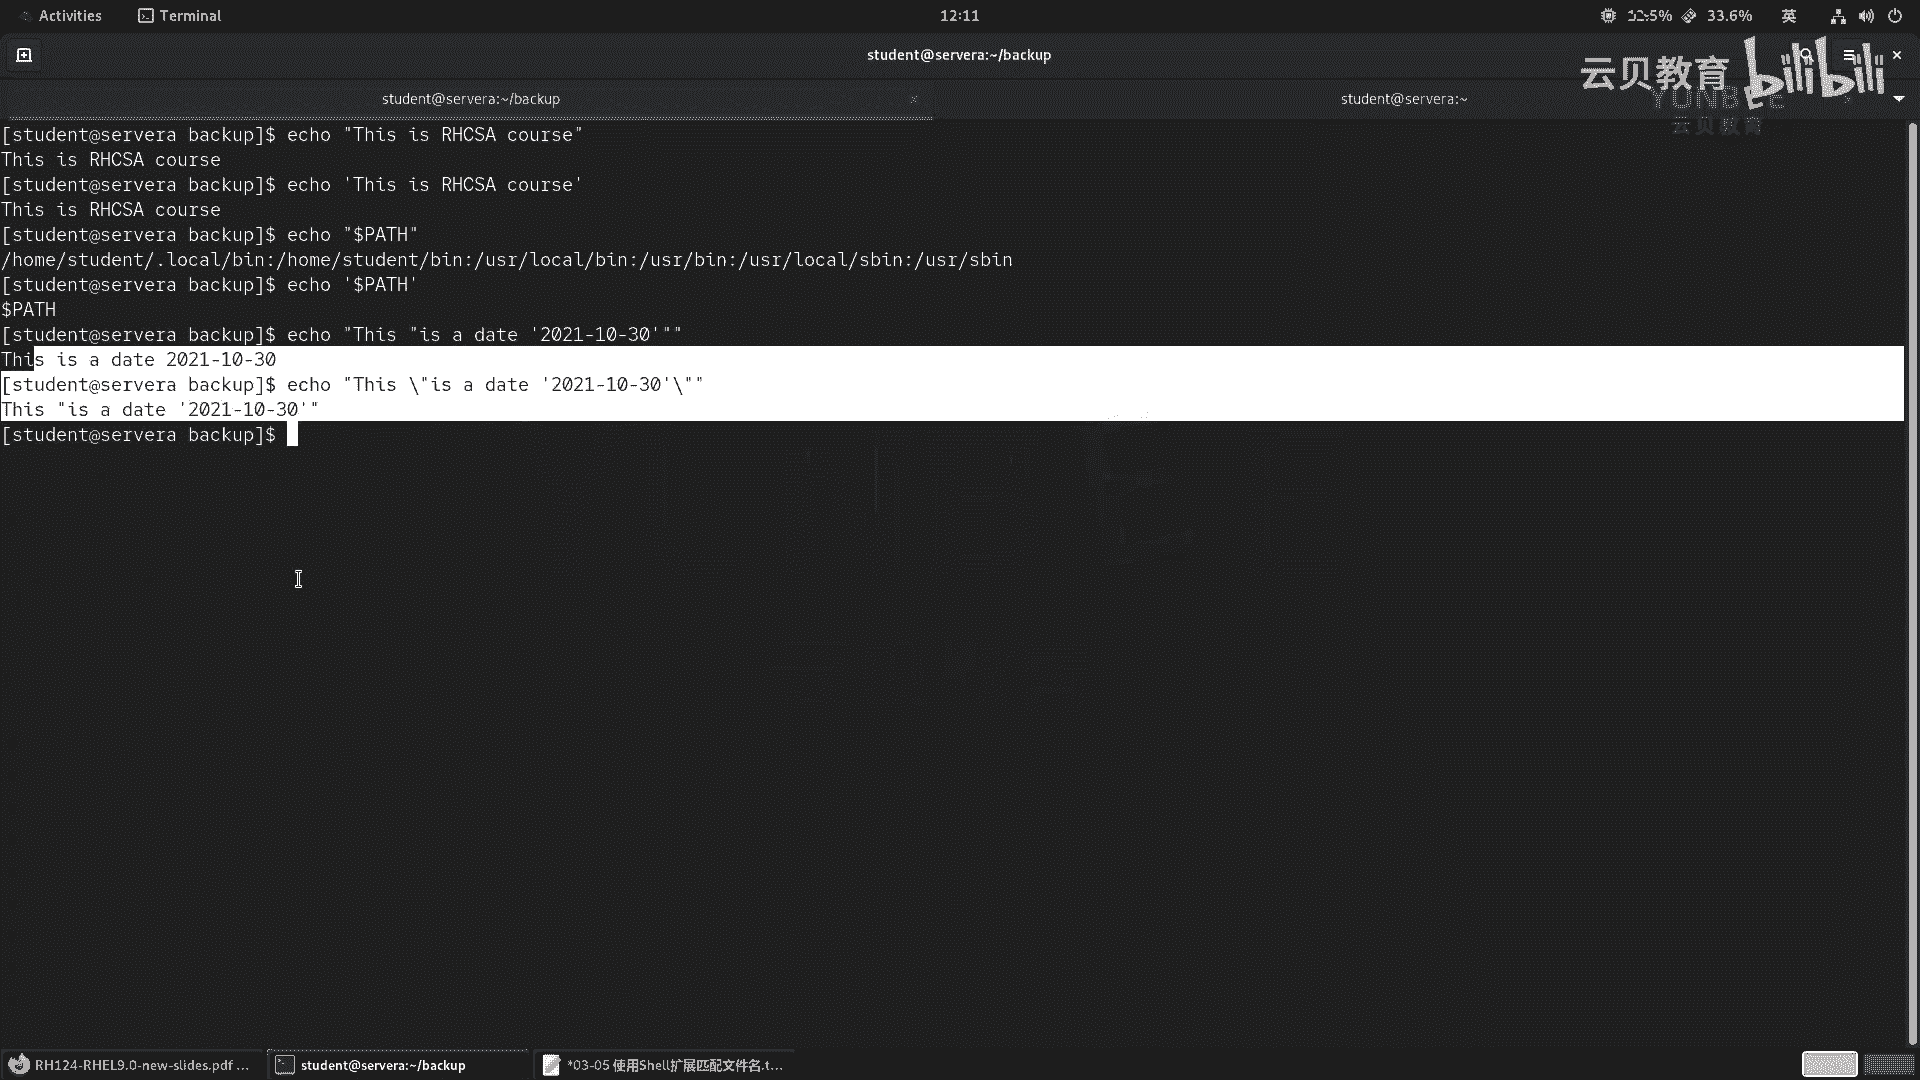 Activities Terminal 12:11 33.6% 英
student@servera:~/backup
云贝教育 bilibili
student@servera:~/backup student@servera:~
云贝教育
[student@servera backup]$ echo "This is RHCSA course"
This is RHCSA course
[student@servera backup]$ echo 'This is RHCSA course'
This is RHCSA course
[student@servera backup]$ echo "$PATH"
/home/student/.local/bin:/home/student/bin:/usr/local/bin:/usr/bin:/usr/local/sbin:/usr/sbin
[student@servera backup]$ echo '$PATH'
$PATH
[student@servera backup]$ echo "This "is a date '2021-10-30'""
This is a date 2021-10-30
[student@servera backup]$ echo "This \"is a date '2021-10-30'\""
This "is a date '2021-10-30'"
[student@servera backup]$
RH124-RHEL9.0-new-slides.pdf ... student@servera:~/backup *03-05 使用Shell扩展匹配文件名.t...